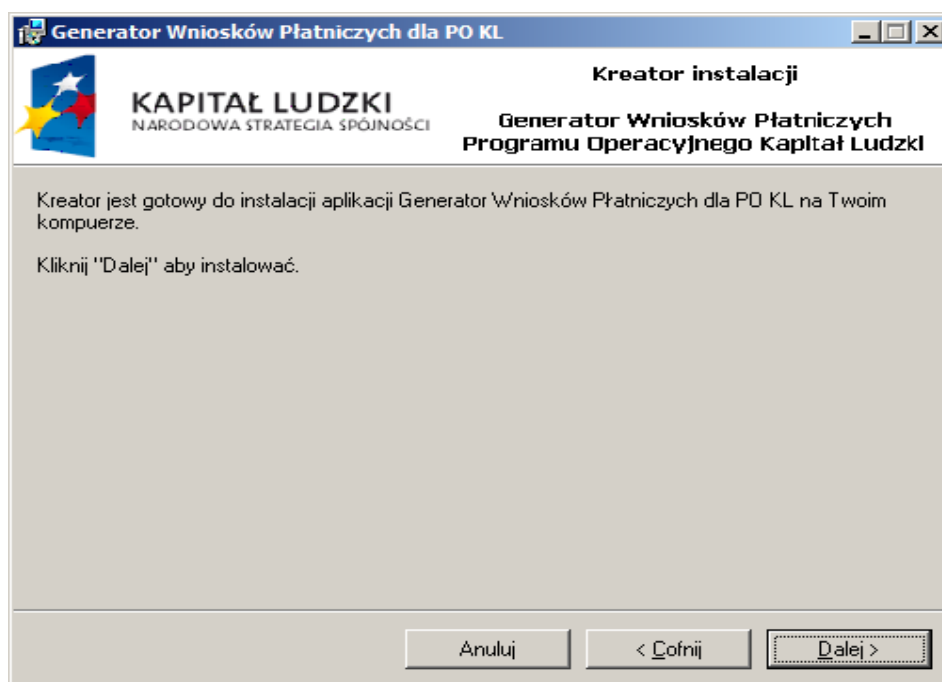 Generator Wniosków Płatniczych dla PO KL
KAPITAŁ LUDZKI
NARODOWA STRATEGIA SPÓJNOŚCI
Kreator instalacji
Generator Wniosków Płatniczych
Programu Operacyjnego Kapitał Ludzki
Kreator jest gotowy do instalacji aplikacji Generator Wniosków Płatniczych dla PO KL na Twoim
kompuerze.
Kliknij "Dalej" aby instalować.
Anuluj
< Cofnij
Dalej >